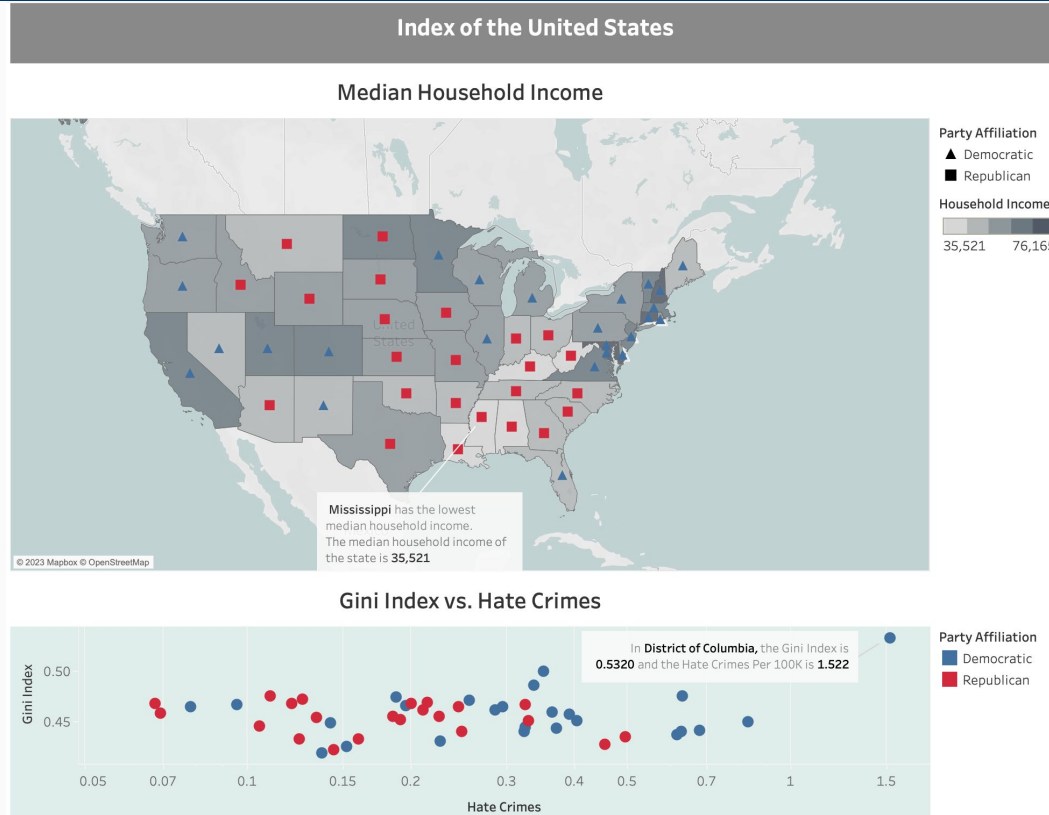 Index of the United States
Median Household Income
Party Affiliation
Democratic
Republican
Household Income
35,521 76,165
United
States
Mississippi has the lowest
median household income.
The median household income of
the state is 35,521
© 2023 Mapbox © OpenStreetMap
Gini Index vs. Hate Crimes
In District of Columbia, the Gini Index is
0.5320 and the Hate Crimes Per 100K is 1.522
Party Affiliation
Democratic
Republican
Gini Index
0.50
0.45
0.05 0.07 0.1 0.15 0.2 0.3 0.4 0.5 0.7 1 1.5
Hate Crimes